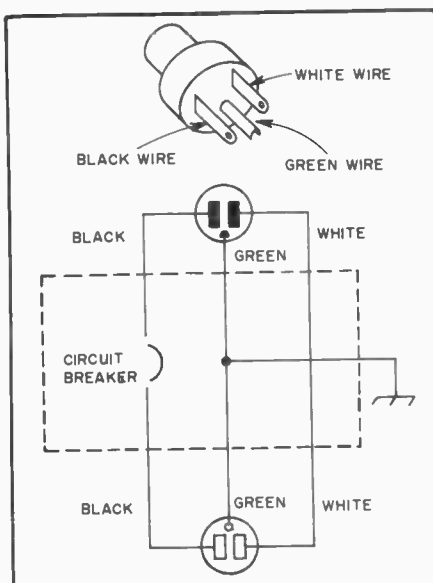 WHITE WIRE
BLACK WIRE
GREEN WIRE
BLACK
GREEN
WHITE
CIRCUIT
BREAKER
BLACK
GREEN
WHITE